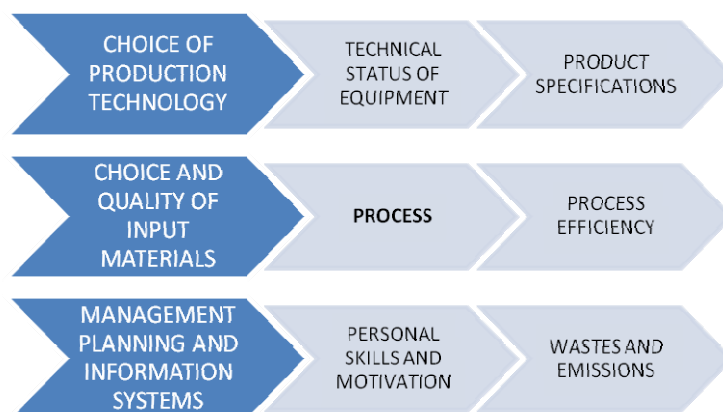 CHOICE OF
PRODUCTION
TECHNOLOGY
TECHNICAL
STATUS OF
EQUIPMENT
PRODUCT
SPECIFICATIONS
CHOICE AND
QUALITY OF
INPUT
MATERIALS
PROCESS
PROCESS
EFFICIENCY
MANAGEMENT
PLANNING AND
INFORMATION
SYSTEMS
PERSONAL
SKILLS AND
MOTIVATION
WASTES AND
EMISSIONS